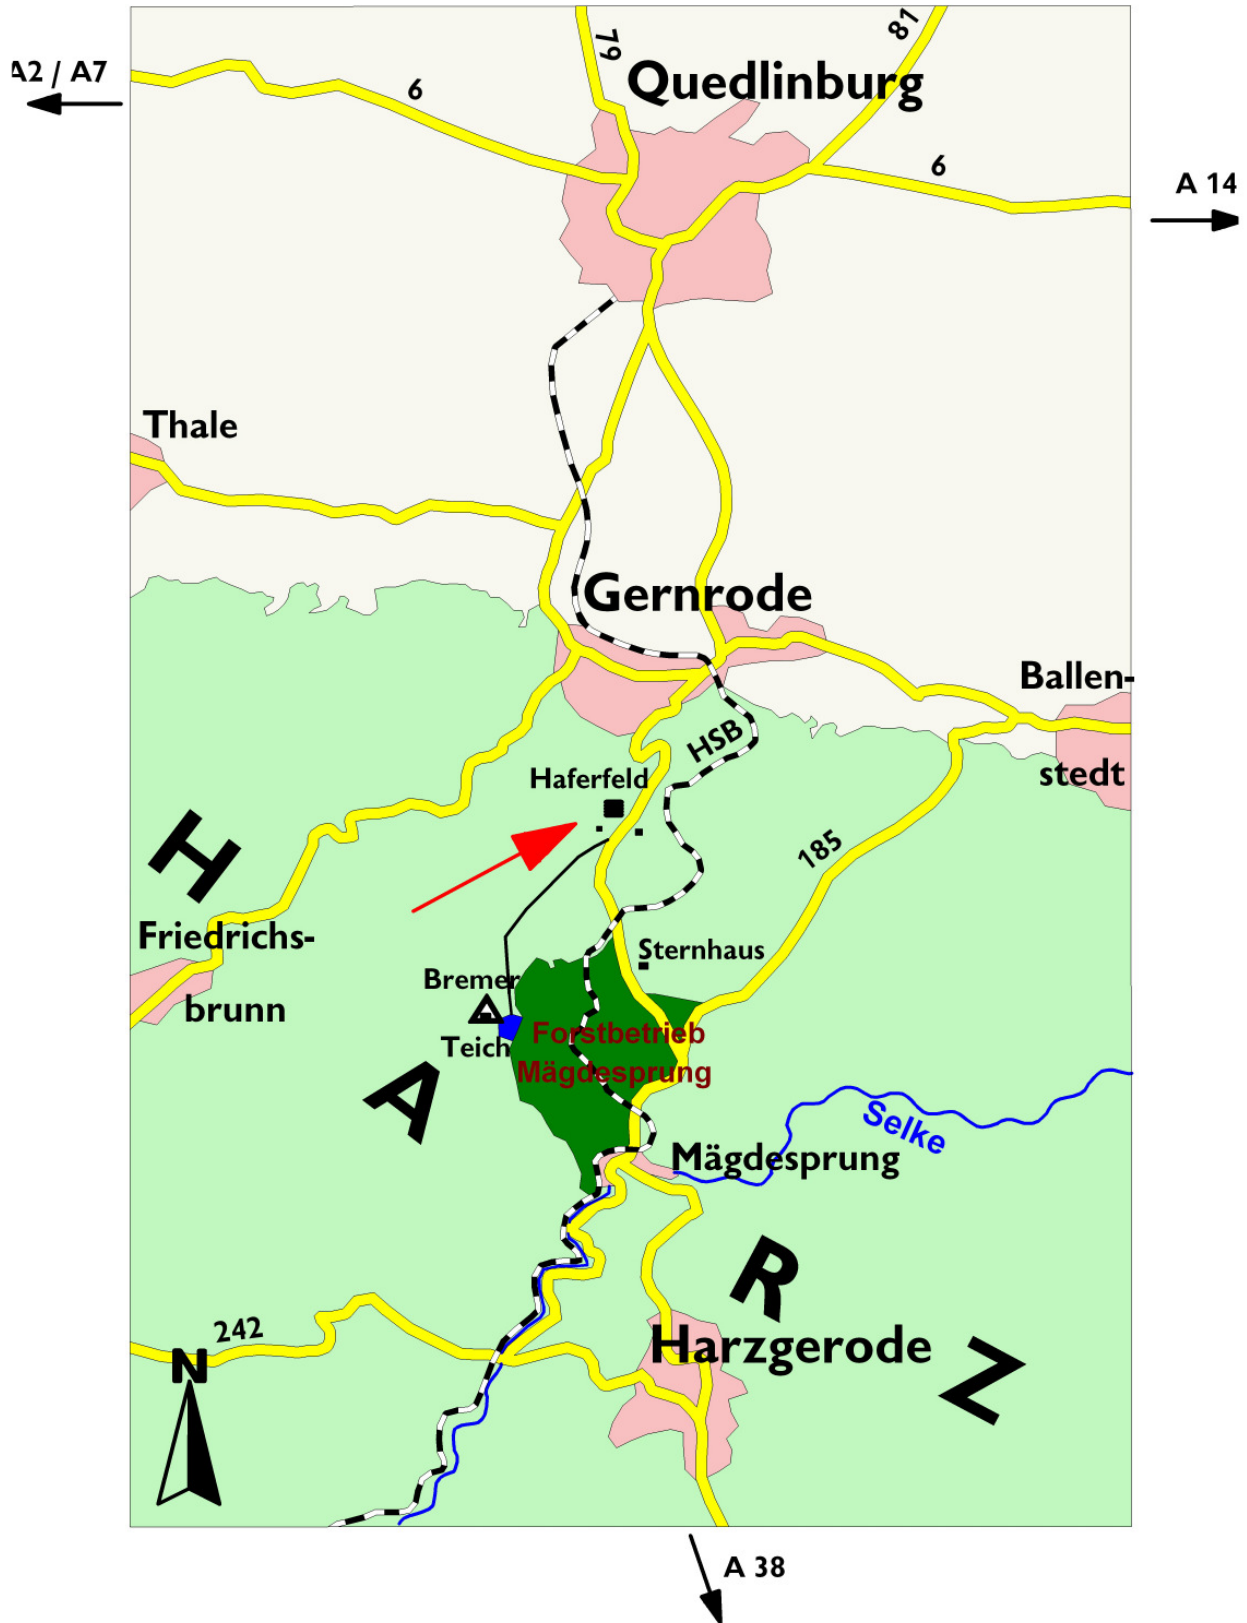 79
81
A2 / A7
Quedlinburg
6
6
A 14
Thale
Gernrode
Ballen-
stedt
HSB
Haferfeld
H
185
Friedrichs-
brunn
Sternhaus
Bremer
Teich
Forstbetrieb
Mägdesprung
A
Selke
Mägdesprung
R
242
Harzgerode
N
Z
A 38